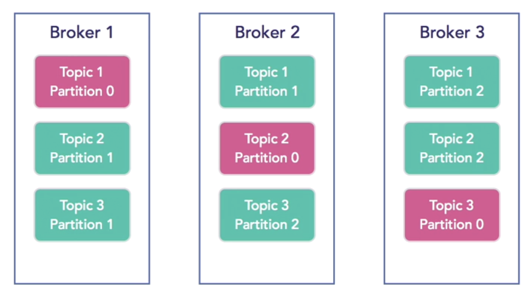 Broker 1
Topic 1
Partition 0
Topic 2
Partition 1
Topic 3
Partition 1
Broker 2
Topic 1
Partition 1
Topic 2
Partition 0
Topic 3
Partition 2
Broker 3
Topic 1
Partition 2
Topic 2
Partition 2
Topic 3
Partition 0